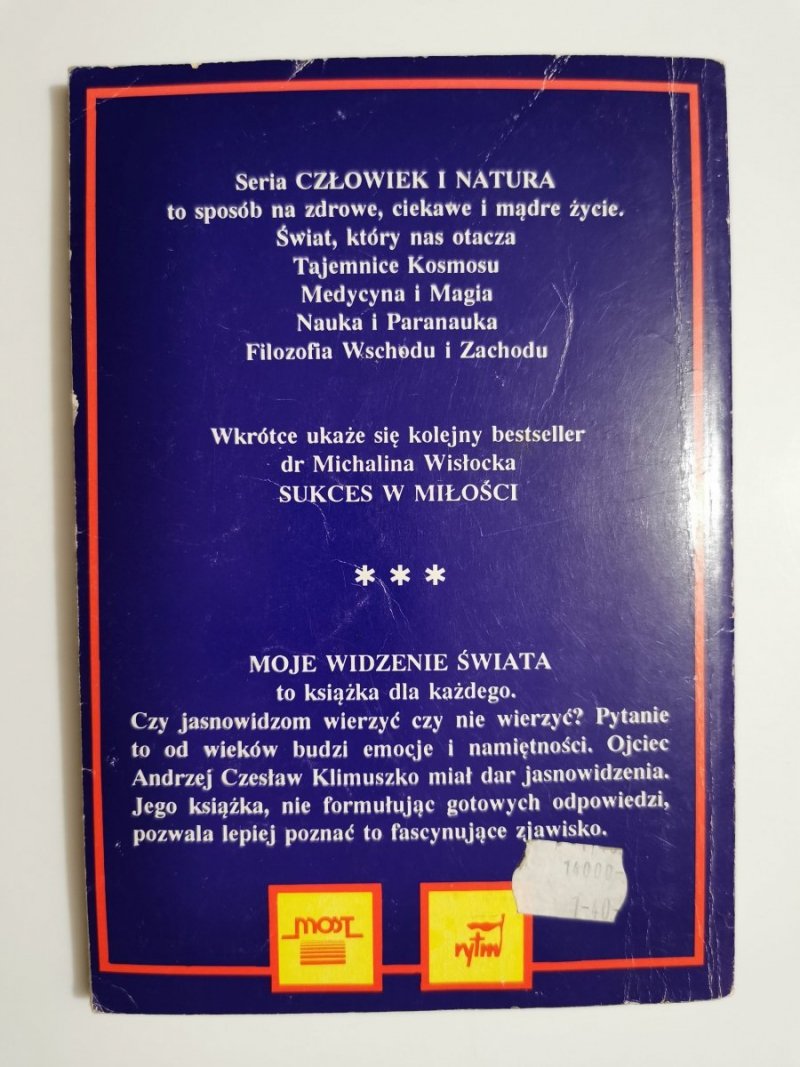 Seria CZŁOWIEK I NATURA
to sposób na zdrowe, ciekawe i mądre życie.
Świat, który nas otacza
Tajemnice Kosmosu
Medycyna i Magia
Nauka i Paranauka
Filozofia Wschodu i Zachodu
Wkrótce ukaże się kolejny bestseller
dr Michalina Wisłocka
SUKCES W MIŁOŚCI
* * *
MOJE WIDZENIE ŚWIATA
to książka dla każdego.
Czy jasnowidzom wierzyć czy nie wierzyć? Pytanie
to od wieków budzi emocje i namiętności. Ojciec
Andrzej Czesław Klimuszko miał dar jasnowidzenia.
Jego książka, nie formułując gotowych odpowiedzi,
pozwala lepiej poznać to fascynujące zjawisko.
14000-
1-40-
most
rytm